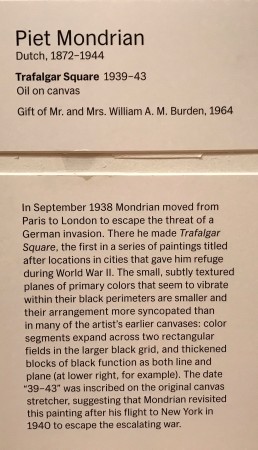 Piet Mondrian
Dutch, 1872–1944
Trafalgar Square 1939–43
Oil on canvas
Gift of Mr. and Mrs. William A. M. Burden, 1964
In September 1938 Mondrian moved from
Paris to London to escape the threat of a
German invasion. There he made Trafalgar
Square, the first in a series of paintings titled
after locations in cities that gave him refuge
during World War II. The small, subtly textured
planes of primary colors that seem to vibrate
within their black perimeters are smaller and
their arrangement more syncopated than
in many of the artist's earlier canvases: color
segments expand across two rectangular
fields in the larger black grid, and thickened
blocks of black function as both line and
plane (at lower right, for example). The date
"39–43" was inscribed on the original canvas
stretcher, suggesting that Mondrian revisited
this painting after his flight to New York in
1940 to escape the escalating war.